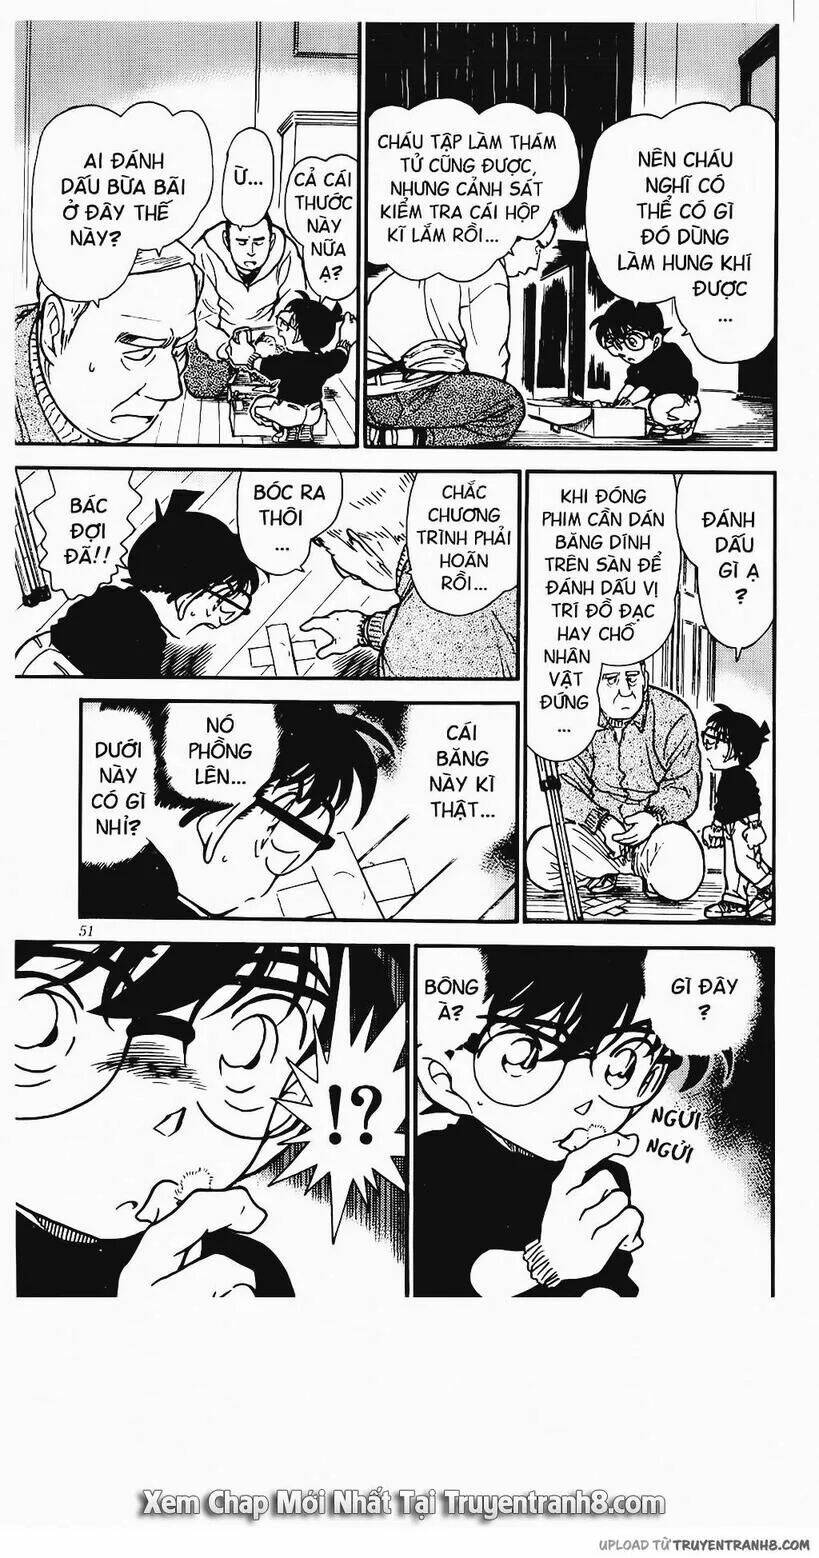 NÊN CHÁU
NGHĨ CÓ
THỂ CÓ GÌ
ĐÓ DÙNG
LÀM HUNG KHÍ
ĐƯỢC
...
CHÁU TẬP LÀM THÁM
TỬ CŨNG ĐƯỢC,
NHƯNG CẢNH SÁT
KIỂM TRA CÁI HỘP
KĨ LẮM RỒI...
CẢ CÁI
THƯỚC
NÀY
NỮA
Ạ?
Ừ...
AI ĐÁNH
DẤU BỪA BÃI
Ở ĐÂY THẾ
NÀY?
ĐÁNH
DẤU
GÌ Ạ
?
KHI ĐÓNG
PHIM CẦN DÁN
BĂNG DÍNH
TRÊN SÀN ĐỂ
ĐÁNH DẤU VỊ
TRÍ ĐỒ ĐẠC
HAY CHỖ
NHÂN
VẬT
ĐỨNG
...
CHẮC
CHƯƠNG
TRÌNH PHẢI
HOÃN
RỒI...
BÓC RA
THÔI
...
BÁC
ĐỢI
ĐÃ!!
CÁI
BĂNG
NÀY KÌ
THẬT...
NÓ
PHỒNG
LÊN...
DƯỚI
NÀY
CÓ GÌ
NHỈ?
51
GÌ ĐÂY
?
BÔNG
À?
NGỬI
NGỬI
!?
Xem Chap Mới Nhất Tại Truyentranh8.com
UPLOAD TỪ TRUYENTRANH8.COM